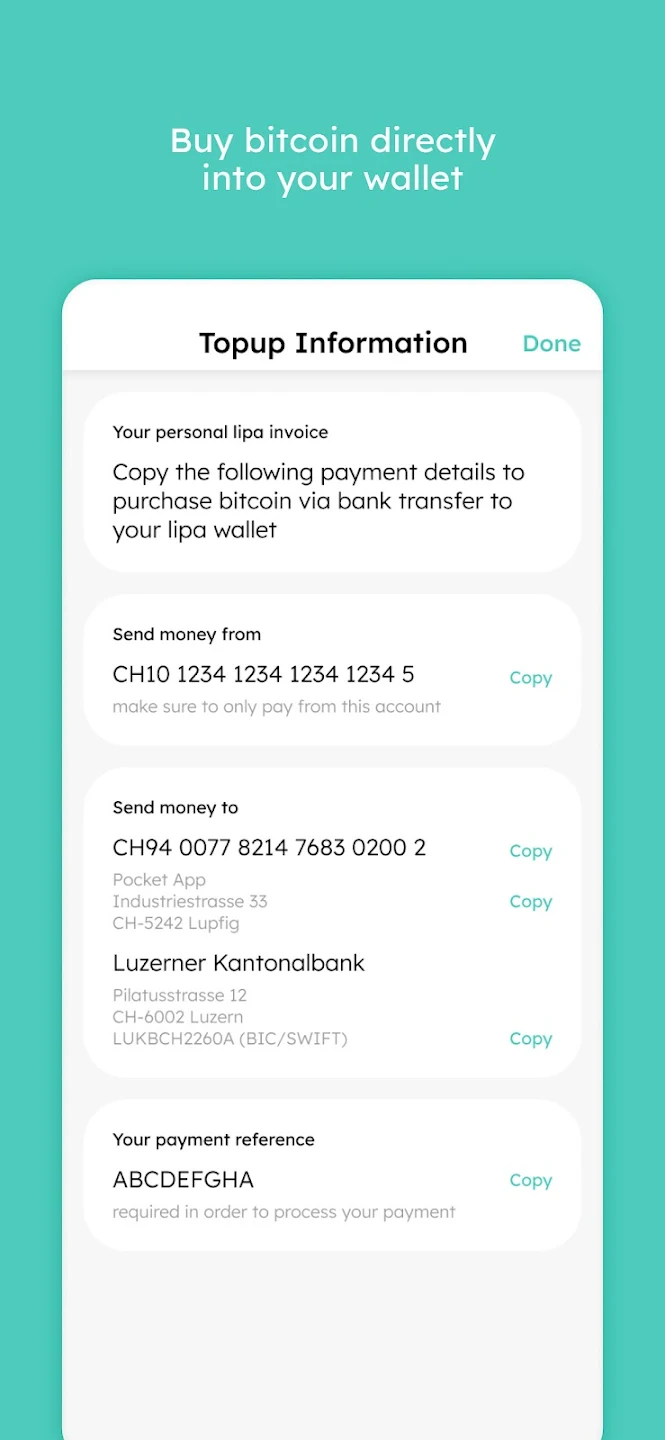 Buy bitcoin directly
into your wallet
Topup Information
Done
Your personal lipa invoice
Copy the following payment details to
purchase bitcoin via bank transfer to
your lipa wallet
Send money from
CH10 1234 1234 1234 1234 5
Copy
make sure to only pay from this account
Send money to
CH94 0077 8214 7683 0200 2
Copy
Pocket App
Industriestrasse 33
Copy
CH-5242 Lupfig
Luzerner Kantonalbank
Pilatusstrasse 12
CH-6002 Luzern
LUKBCH2260A (BIC/SWIFT)
Copy
Your payment reference
ABCDEFGHA
Copy
required in order to process your payment